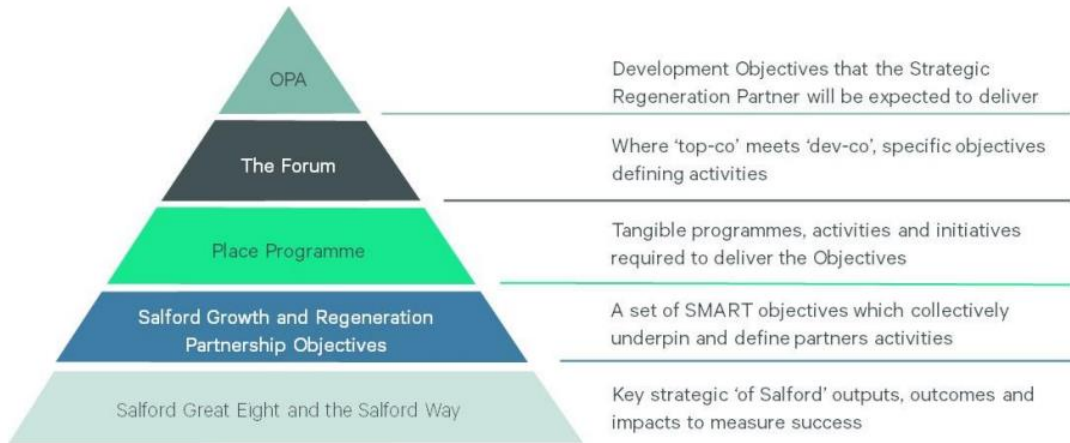 OPA
Development Objectives that the Strategic
Regeneration Partner will be expected to deliver
The Forum
Where ‘top-co’ meets ‘dev-co’, specific objectives
defining activities
Place Programme
Tangible programmes, activities and initiatives
required to deliver the Objectives
Salford Growth and Regeneration
Partnership Objectives
A set of SMART objectives which collectively
underpin and define partners activities
Salford Great Eight and the Salford Way
Key strategic ‘of Salford’ outputs, outcomes and
impacts to measure success